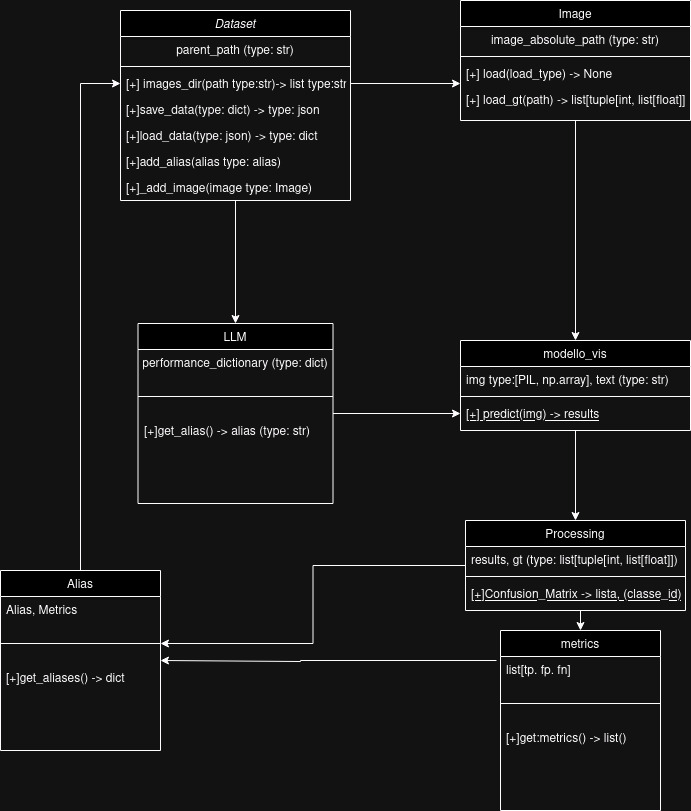 Dataset
parent_path (type: str)
[+] images_dir(path type:str)-> list type:str
[+]save_data(type: dict) -> type: json
[+]load_data(type: json) -> type: dict
[+]add_alias(alias type: alias)
[+]_add_image(image type: Image)
Image
image_absolute_path (type: str)
[+] load(load_type) -> None
[+] load_gt(path) -> list[tuple[int, list[float]]
LLM
performance_dictionary (type: dict)
[+]get_alias() -> alias (type: str)
modello_vis
img type:[PIL, np.array], text (type: str)
[+] predict(img) -> results
Processing
results, gt (type: list[tuple[int, list[float]])
[+]Confusion_Matrix -> lista, (classe_id)
Alias
Alias, Metrics
[+]get_aliases() -> dict
metrics
list[tp. fp. fn]
[+]get:metrics() -> list()